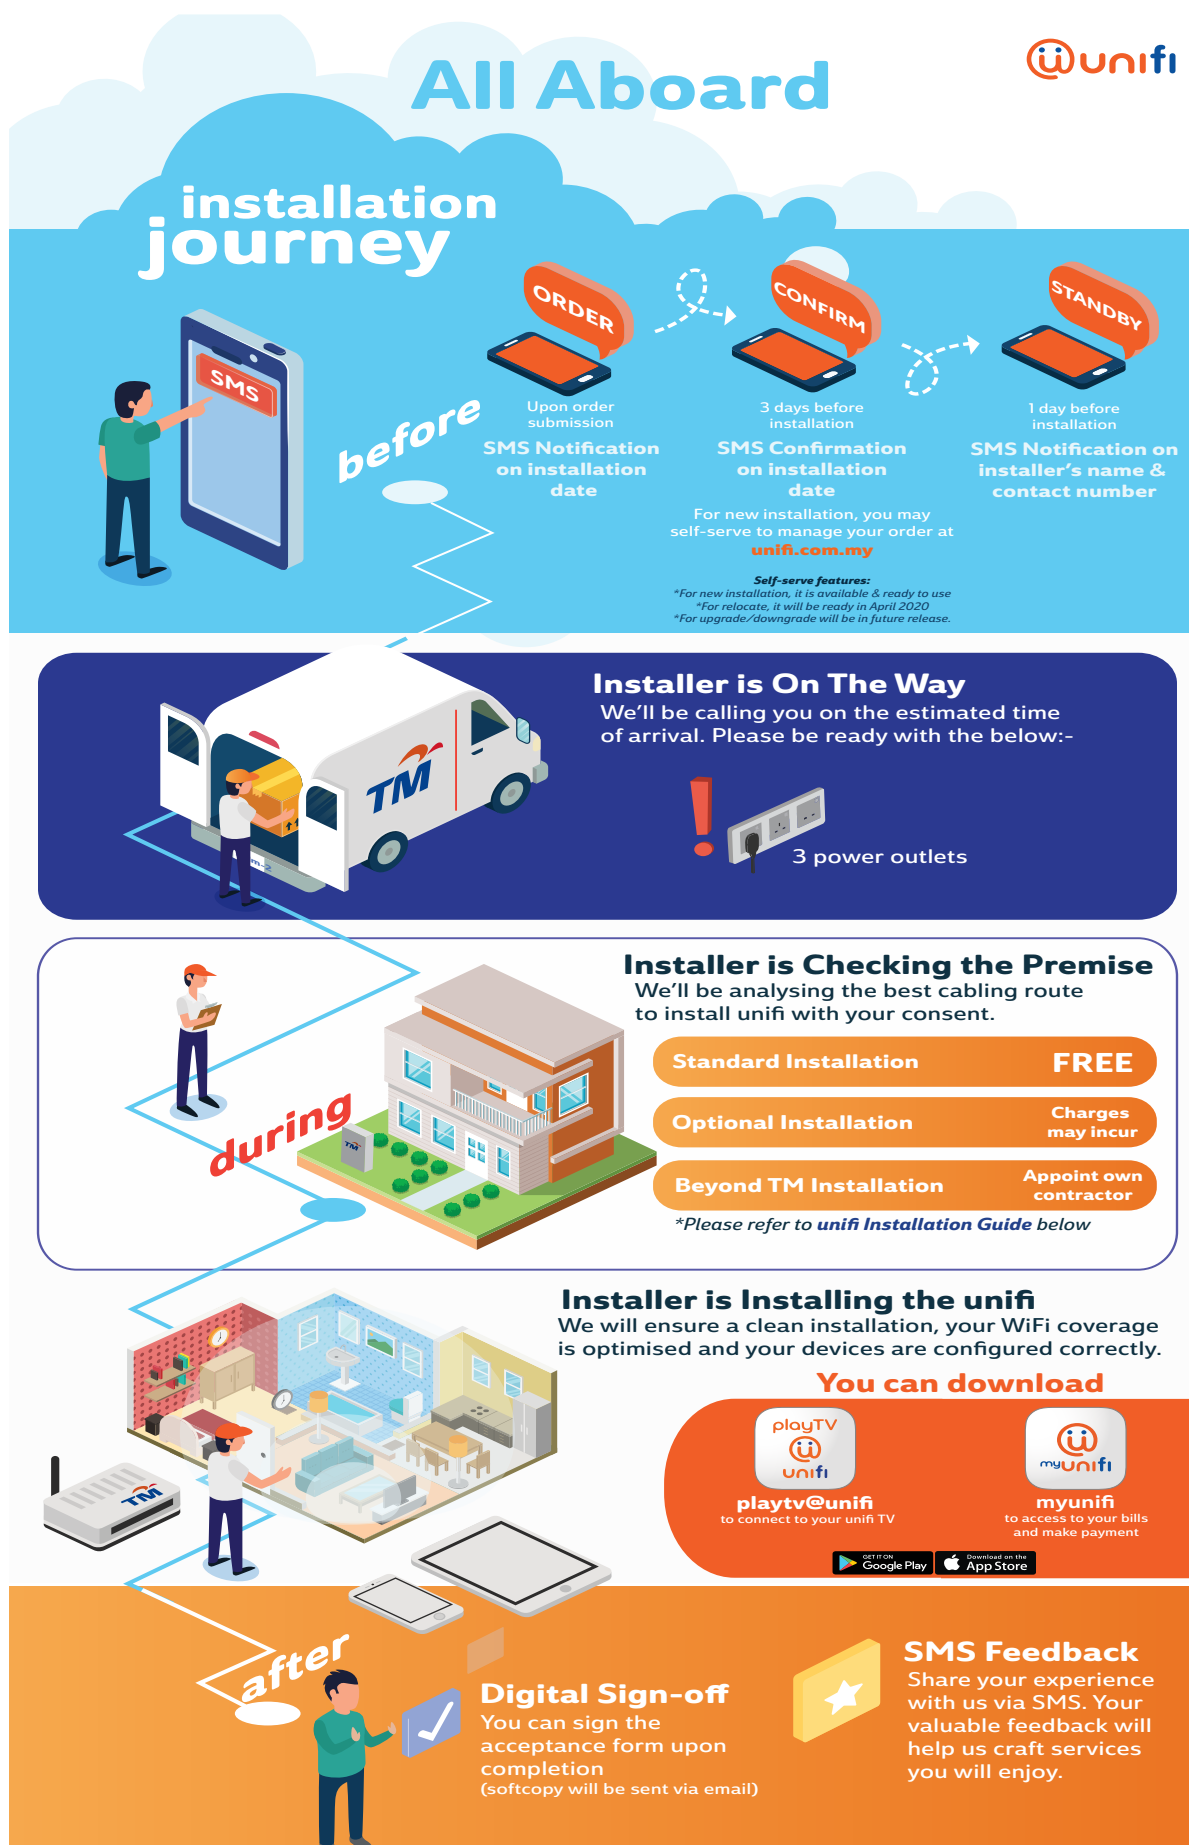 All Aboard
unifi
installation
journey
SMS
before
ORDER
Upon order
submission
SMS Notification
on installation
date
CONFIRM
3 days before
installation
SMS Confirmation
on installation
date
For new installation, you may
self-serve to manage your order at
unifi.com.my
Self-serve features:
*For new installation, it is available & ready to use
*For relocate, it will be ready in April 2020
*For upgrade/downgrade will be in future release.
STANDBY
1 day before
installation
SMS Notification on
installer's name &
contact number
TM
Installer is On The Way
We'll be calling you on the estimated time
of arrival. Please be ready with the below:-
3 power outlets
during
TM
Installer is Checking the Premise
We'll be analysing the best cabling route
to install unifi with your consent.
Standard Installation FREE
Optional Installation Charges
may incur
Beyond TM Installation Appoint own
contractor
*Please refer to unifi Installation Guide below
TM
Installer is Installing the unifi
We will ensure a clean installation, your WiFi coverage
is optimised and your devices are configured correctly.
You can download
playTV
unifi
playtv@unifi
to connect to your unifi TV
myunifi
myunifi
to access to your bills
and make payment
GET IT ON
Google Play
Download on the
App Store
after
Digital Sign-off
You can sign the
acceptance form upon
completion
(softcopy will be sent via email)
SMS Feedback
Share your experience
with us via SMS. Your
valuable feedback will
help us craft services
you will enjoy.